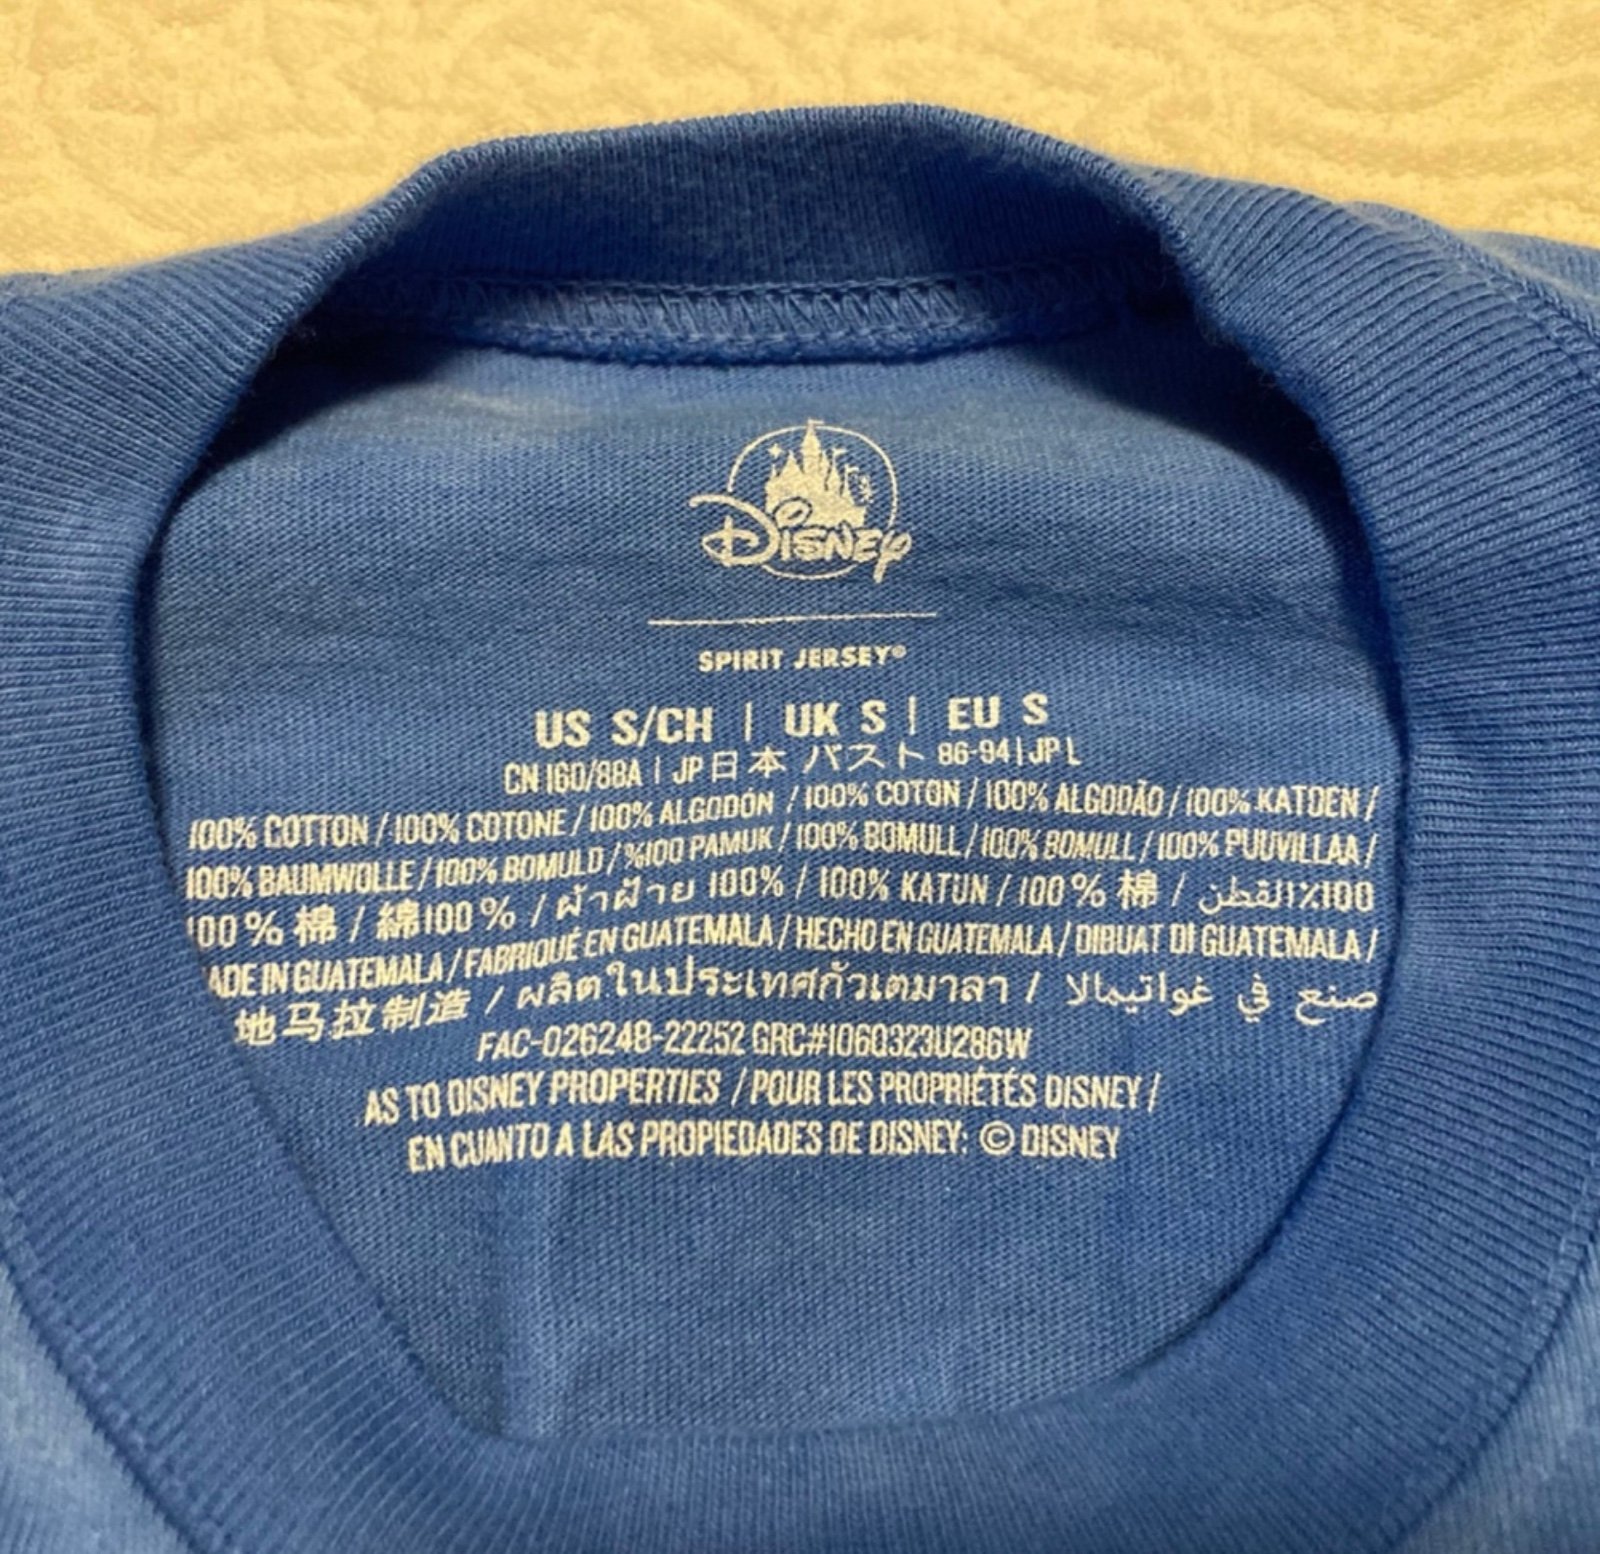 Disney
SPIRIT JERSEY®
US S/CH | UK S | EU S
CN 160/88A | JP 日本 バスト 86-94 | JP L
100% COTTON / 100% COTONE / 100% ALGODÓN / 100% COTON / 100% ALGODÃO / 100% KATOEN /
100% BAUMWOLLE / 100% BOMULD / %100 PAMUK / 100% BOMULL / 100% BOMULL / 100% PUUVILLAA /
100% 棉 / 綿100% / ผ้าฝ้าย 100% / 100% KATUN / 100% 棉 / القطن٪100
ADE IN GUATEMALA / FABRIQUÉ EN GUATEMALA / HECHO EN GUATEMALA / DIBUAT DI GUATEMALA /
地马拉制造 / ผลิตในประเทศกัวเตมาลา / صنع في غواتيمالا
FAC-026248-22252 GRC#1060323U286W
AS TO DISNEY PROPERTIES / POUR LES PROPRIÉTÉS DISNEY /
EN CUANTO A LAS PROPIEDADES DE DISNEY: © DISNEY